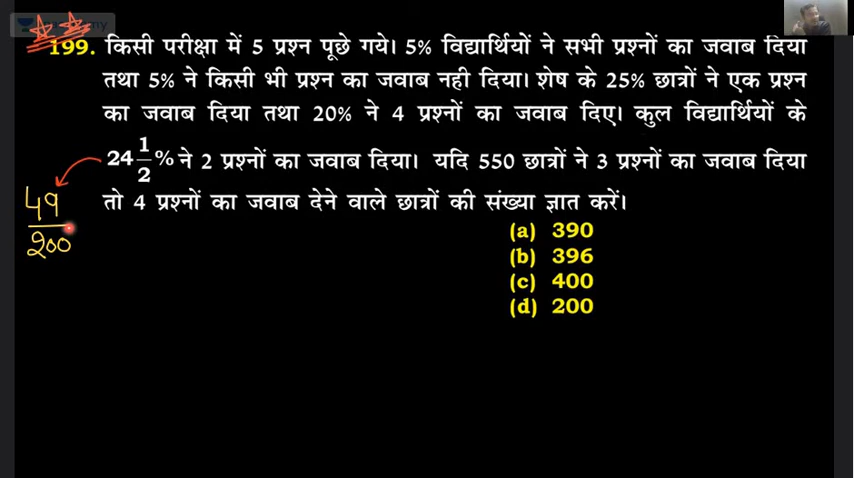 199. किसी परीक्षा में 5 प्रश्न पूछे गये। 5% विद्यार्थियों ने सभी प्रश्नों का जवाब दिया
तथा 5% ने किसी भी प्रश्न का जवाब नही दिया। शेष के 25% छात्रों ने एक प्रश्न
का जवाब दिया तथा 20% ने 4 प्रश्नों का जवाब दिए। कुल विद्यार्थियों के
24 1/2 % ने 2 प्रश्नों का जवाब दिया। यदि 550 छात्रों ने 3 प्रश्नों का जवाब दिया
49/200
तो 4 प्रश्नों का जवाब देने वाले छात्रों की संख्या ज्ञात करें।
(a) 390
(b) 396
(c) 400
(d) 200